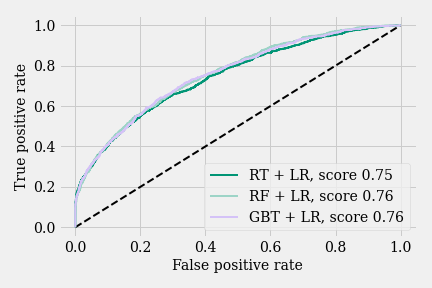 1.0
0.8
0.6
0.4
0.2
0.0
True positive rate
RT + LR, score 0.75
RF + LR, score 0.76
GBT + LR, score 0.76
0.0 0.2 0.4 0.6 0.8 1.0
False positive rate